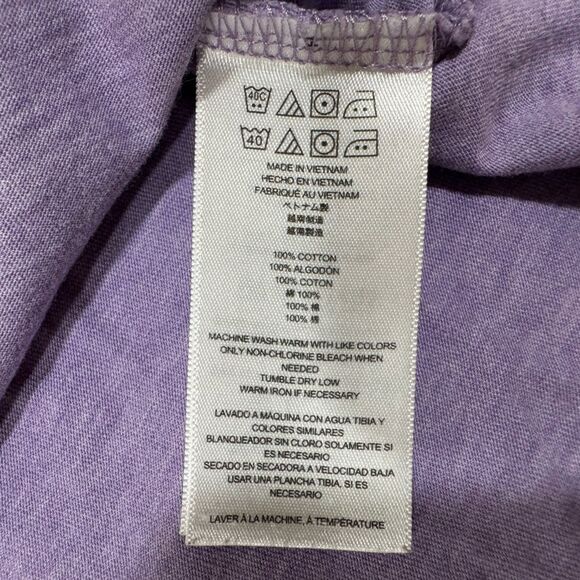 40C
40
MADE IN VIETNAM
HECHO EN VIETNAM
FABRIQUÉ AU VIETNAM
ベトナム製
越南制造
越南製造
100% COTTON
100% ALGODÓN
100% COTON
綿 100%
100% 棉
100% 棉
MACHINE WASH WARM WITH LIKE COLORS
ONLY NON-CHLORINE BLEACH WHEN
NEEDED
TUMBLE DRY LOW
WARM IRON IF NECESSARY
LAVADO A MÁQUINA CON AGUA TIBIA Y
COLORES SIMILARES
BLANQUEADOR SIN CLORO SOLAMENTE SI
ES NECESARIO
SECADO EN SECADORA A VELOCIDAD BAJA
USAR UNA PLANCHA TIBIA, SI ES
NECESARIO
LAVER À LA MACHINE, À TEMPÉRATURE